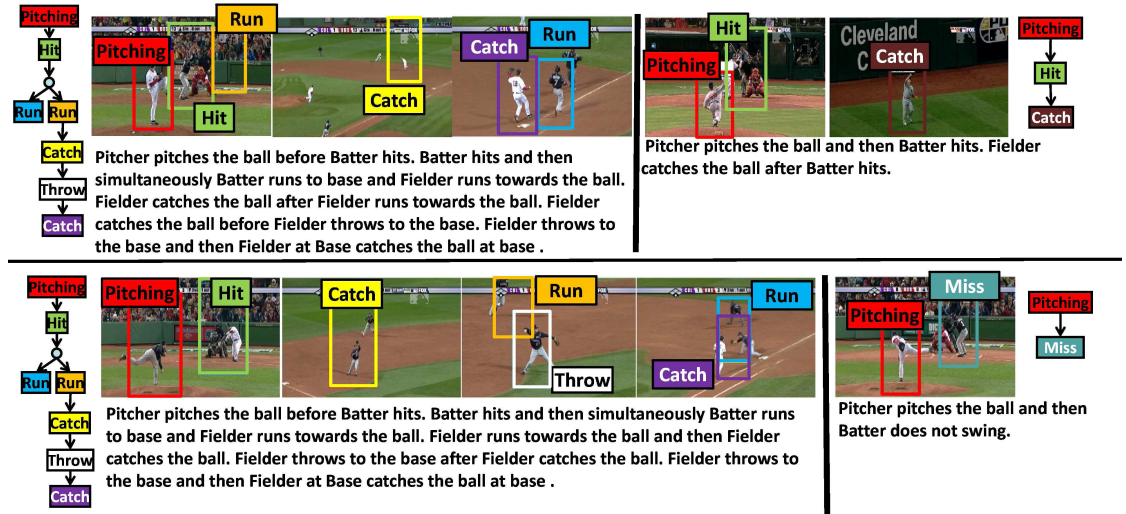 Pitching
Hit
Run
Run
Catch
Throw
Catch
Pitching
Hit
Run
Catch
Catch
Run
Pitcher pitches the ball before Batter hits. Batter hits and then
simultaneously Batter runs to base and Fielder runs towards the ball.
Fielder catches the ball after Fielder runs towards the ball. Fielder
catches the ball before Fielder throws to the base. Fielder throws to
the base and then Fielder at Base catches the ball at base .
Pitching
Hit
Cleveland
C
Catch
Pitching
Hit
Catch
Pitcher pitches the ball and then Batter hits. Fielder
catches the ball after Batter hits.
Pitching
Hit
Run
Run
Catch
Throw
Catch
Pitching
Hit
Catch
Run
Throw
Run
Catch
Pitcher pitches the ball before Batter hits. Batter hits and then simultaneously Batter runs
to base and Fielder runs towards the ball. Fielder runs towards the ball and then Fielder
catches the ball. Fielder throws to the base after Fielder catches the ball. Fielder throws to
the base and then Fielder at Base catches the ball at base .
Miss
Pitching
Pitching
Miss
Pitcher pitches the ball and then
Batter does not swing.